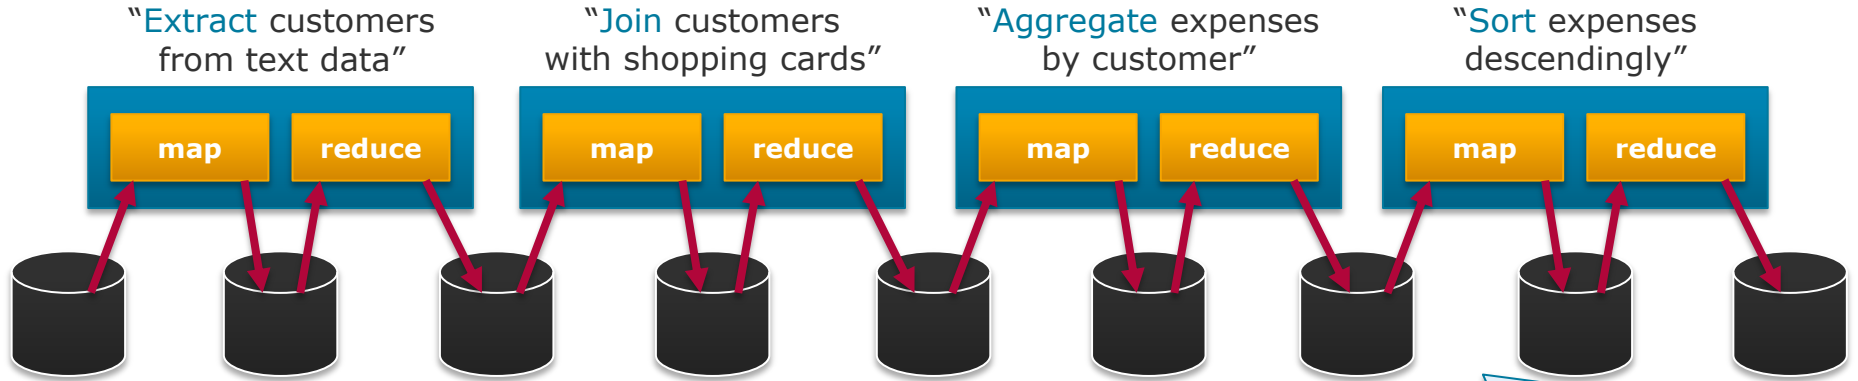 “Extract customers
from text data”
“Join customers
with shopping cards”
“Aggregate expenses
by customer”
“Sort expenses
descendingly”
map
reduce
map
reduce
map
reduce
map
reduce